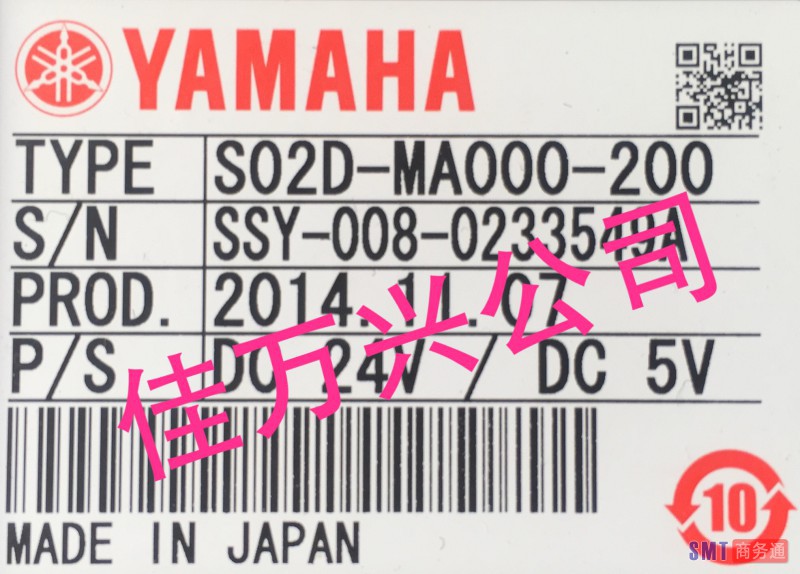 YAMAHA
TYPE S02D-MA000-200
S/N SSY-008-0233549A
PROD. 2014.11.07
P/S DC 24V / DC 5V
佳万兴公司
MADE IN JAPAN
10
SMT 商务通